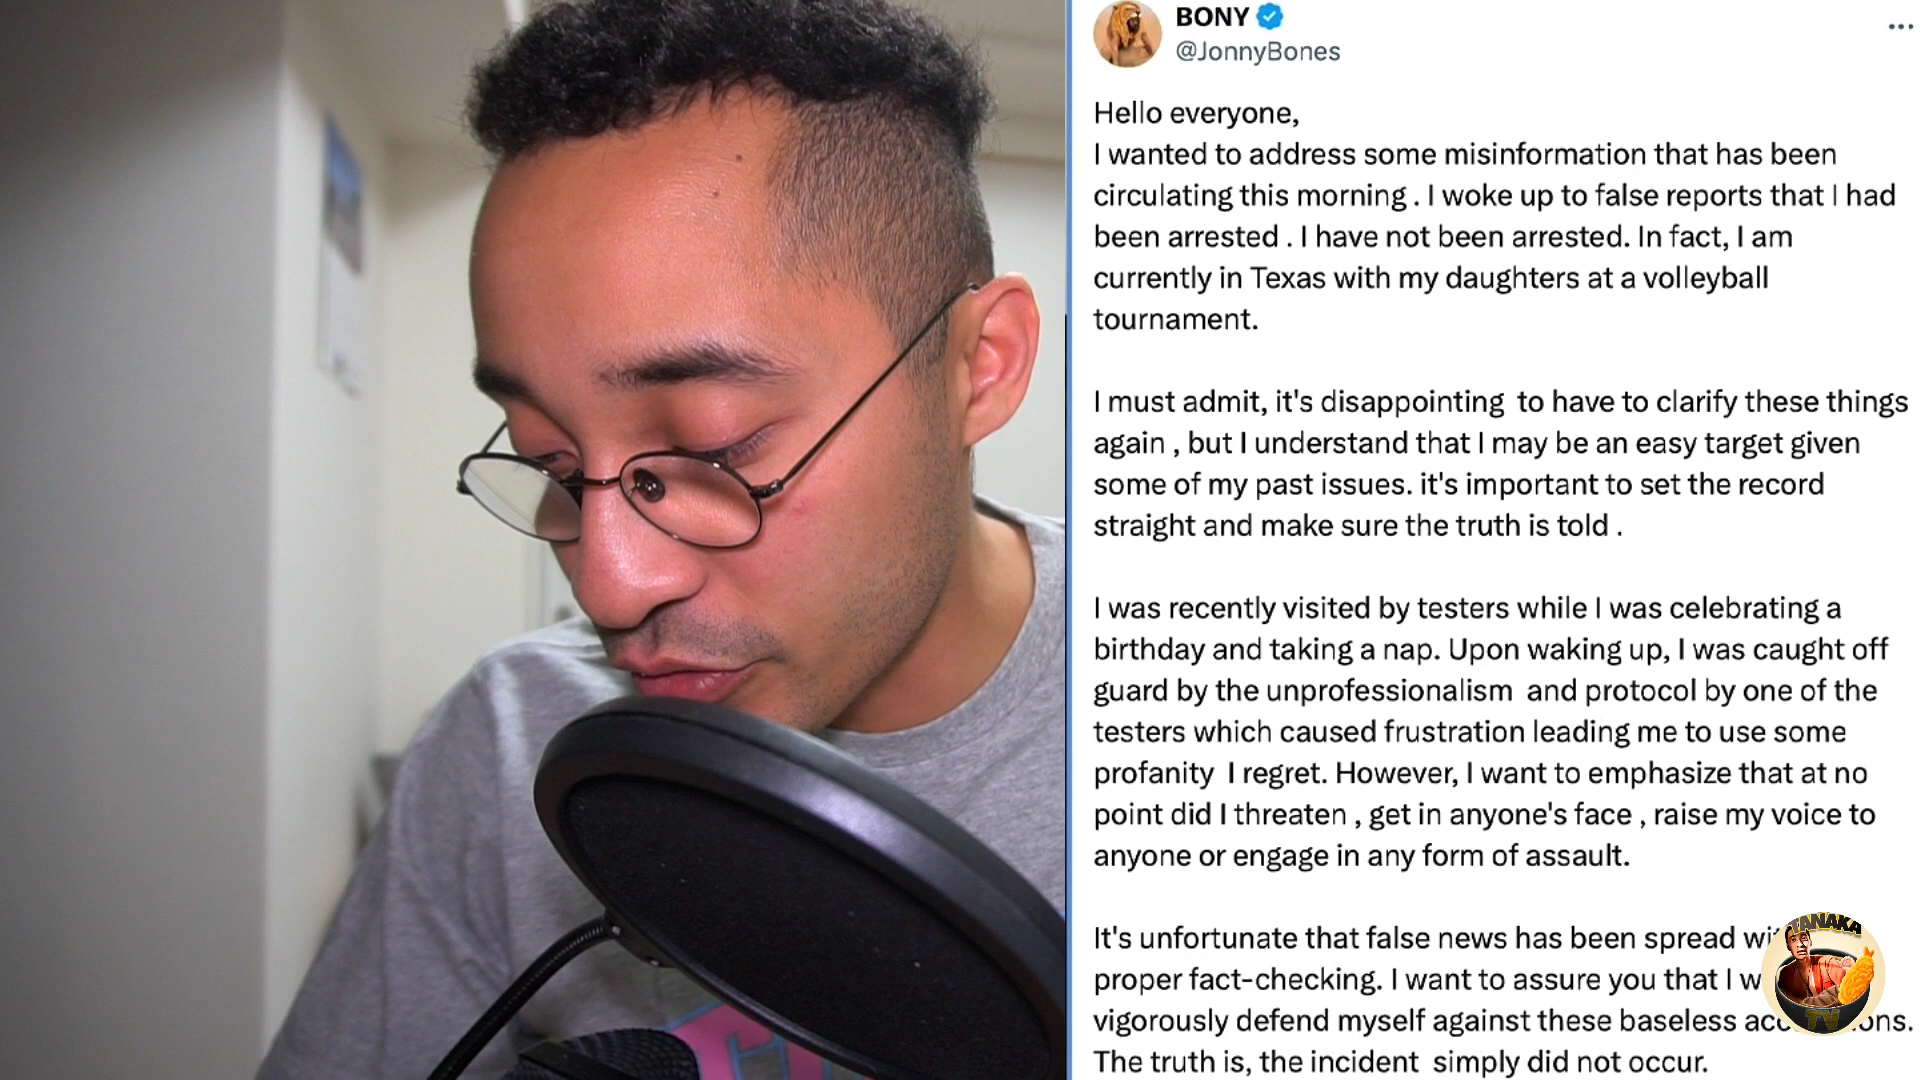 BONY
@JonnyBones
Hello everyone,
I wanted to address some misinformation that has been
circulating this morning . I woke up to false reports that I had
been arrested . I have not been arrested. In fact, I am
currently in Texas with my daughters at a volleyball
tournament.
I must admit, it's disappointing to have to clarify these things
again , but I understand that I may be an easy target given
some of my past issues. it's important to set the record
straight and make sure the truth is told .
I was recently visited by testers while I was celebrating a
birthday and taking a nap. Upon waking up, I was caught off
guard by the unprofessionalism and protocol by one of the
testers which caused frustration leading me to use some
profanity I regret. However, I want to emphasize that at no
point did I threaten , get in anyone's face , raise my voice to
anyone or engage in any form of assault.
It's unfortunate that false news has been spread
proper fact-checking. I want to assure you that I
vigorously defend myself against these baseless
The truth is, the incident simply did not occur.
TANAKA
TV